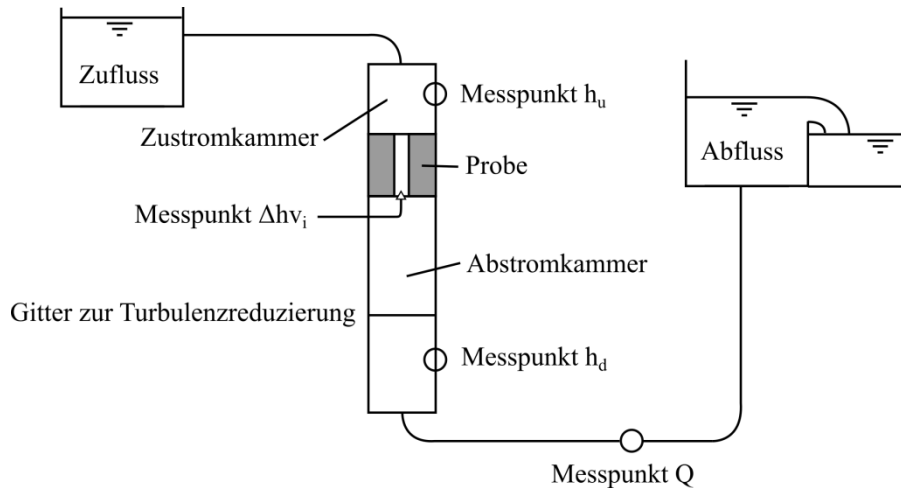 Zufluss
Messpunkt hu
Zustromkammer
Abfluss
Probe
Messpunkt Δhvi
Abstromkammer
Gitter zur Turbulenzreduzierung
Messpunkt hd
Messpunkt Q